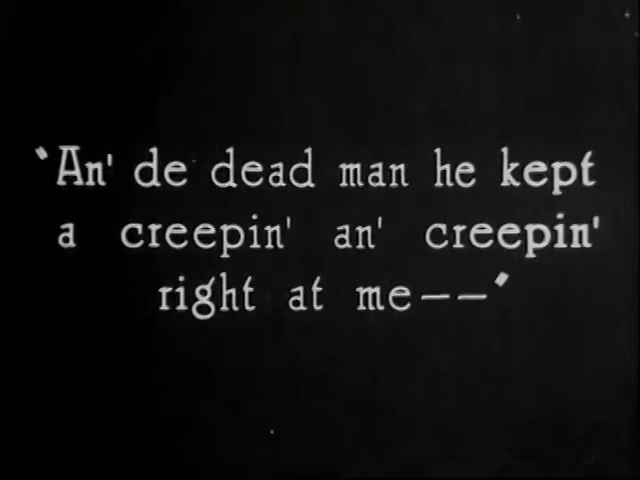 ‛An' de dead man he kept
a creepin' an' creepin'
right at me––’